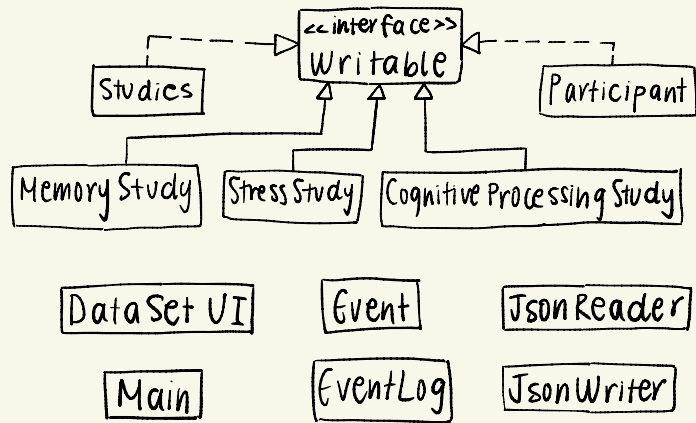 <<interface>>
Writable
Studies
Participant
Memory Study
Stress Study
Cognitive Processing Study
DataSet UI
Event
JsonReader
Main
EventLog
JsonWriter